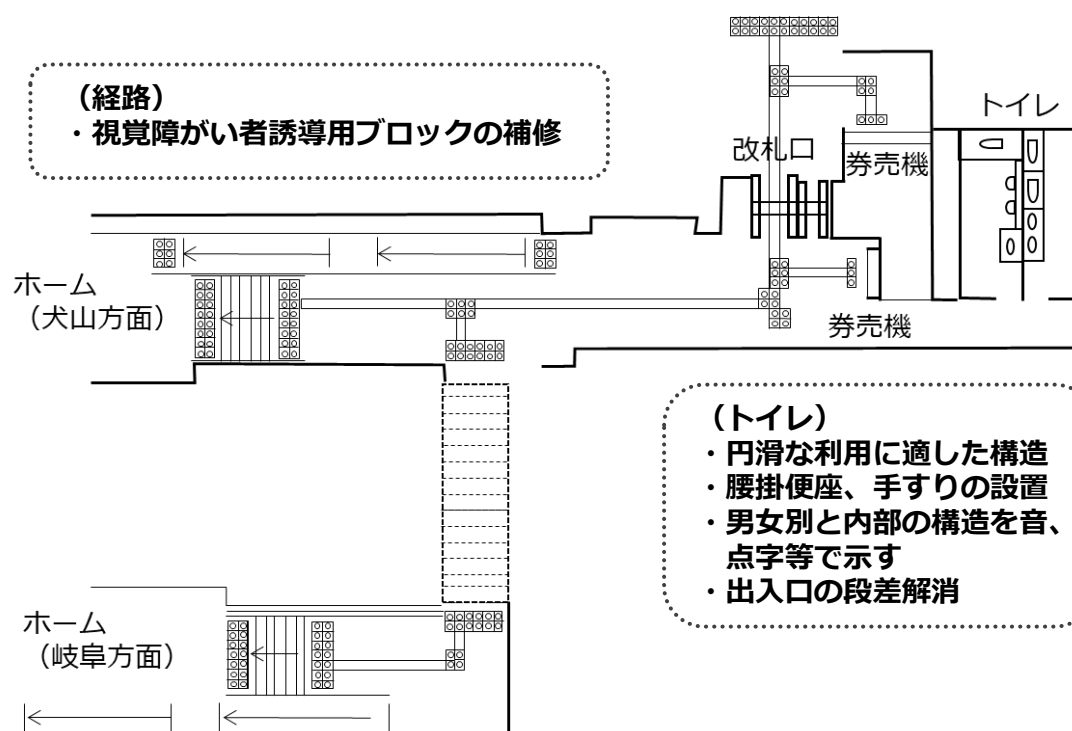 （経路）
・視覚障がい者誘導用ブロックの補修
トイレ
改札口
券売機
ホーム
（犬山方面）
券売機
（トイレ）
・円滑な利用に適した構造
・腰掛便座、手すりの設置
・男女別と内部の構造を音、
点字等で示す
・出入口の段差解消
ホーム
（岐阜方面）